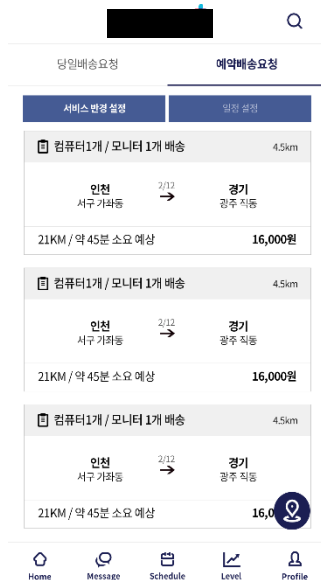 당일배송요청 예약배송요청
서비스 반경 설정 일정 설정
컴퓨터1개 / 모니터 1개 배송 4.5km
2/12
인천 경기
서구 가좌동 광주 직동
21KM / 약 45분 소요 예상 16,000원
컴퓨터1개 / 모니터 1개 배송 4.5km
2/12
인천 경기
서구 가좌동 광주 직동
21KM / 약 45분 소요 예상 16,000원
컴퓨터1개 / 모니터 1개 배송 4.5km
2/12
인천 경기
서구 가좌동 광주 직동
21KM / 약 45분 소요 예상 16,0
Home Message Schedule Level Profile